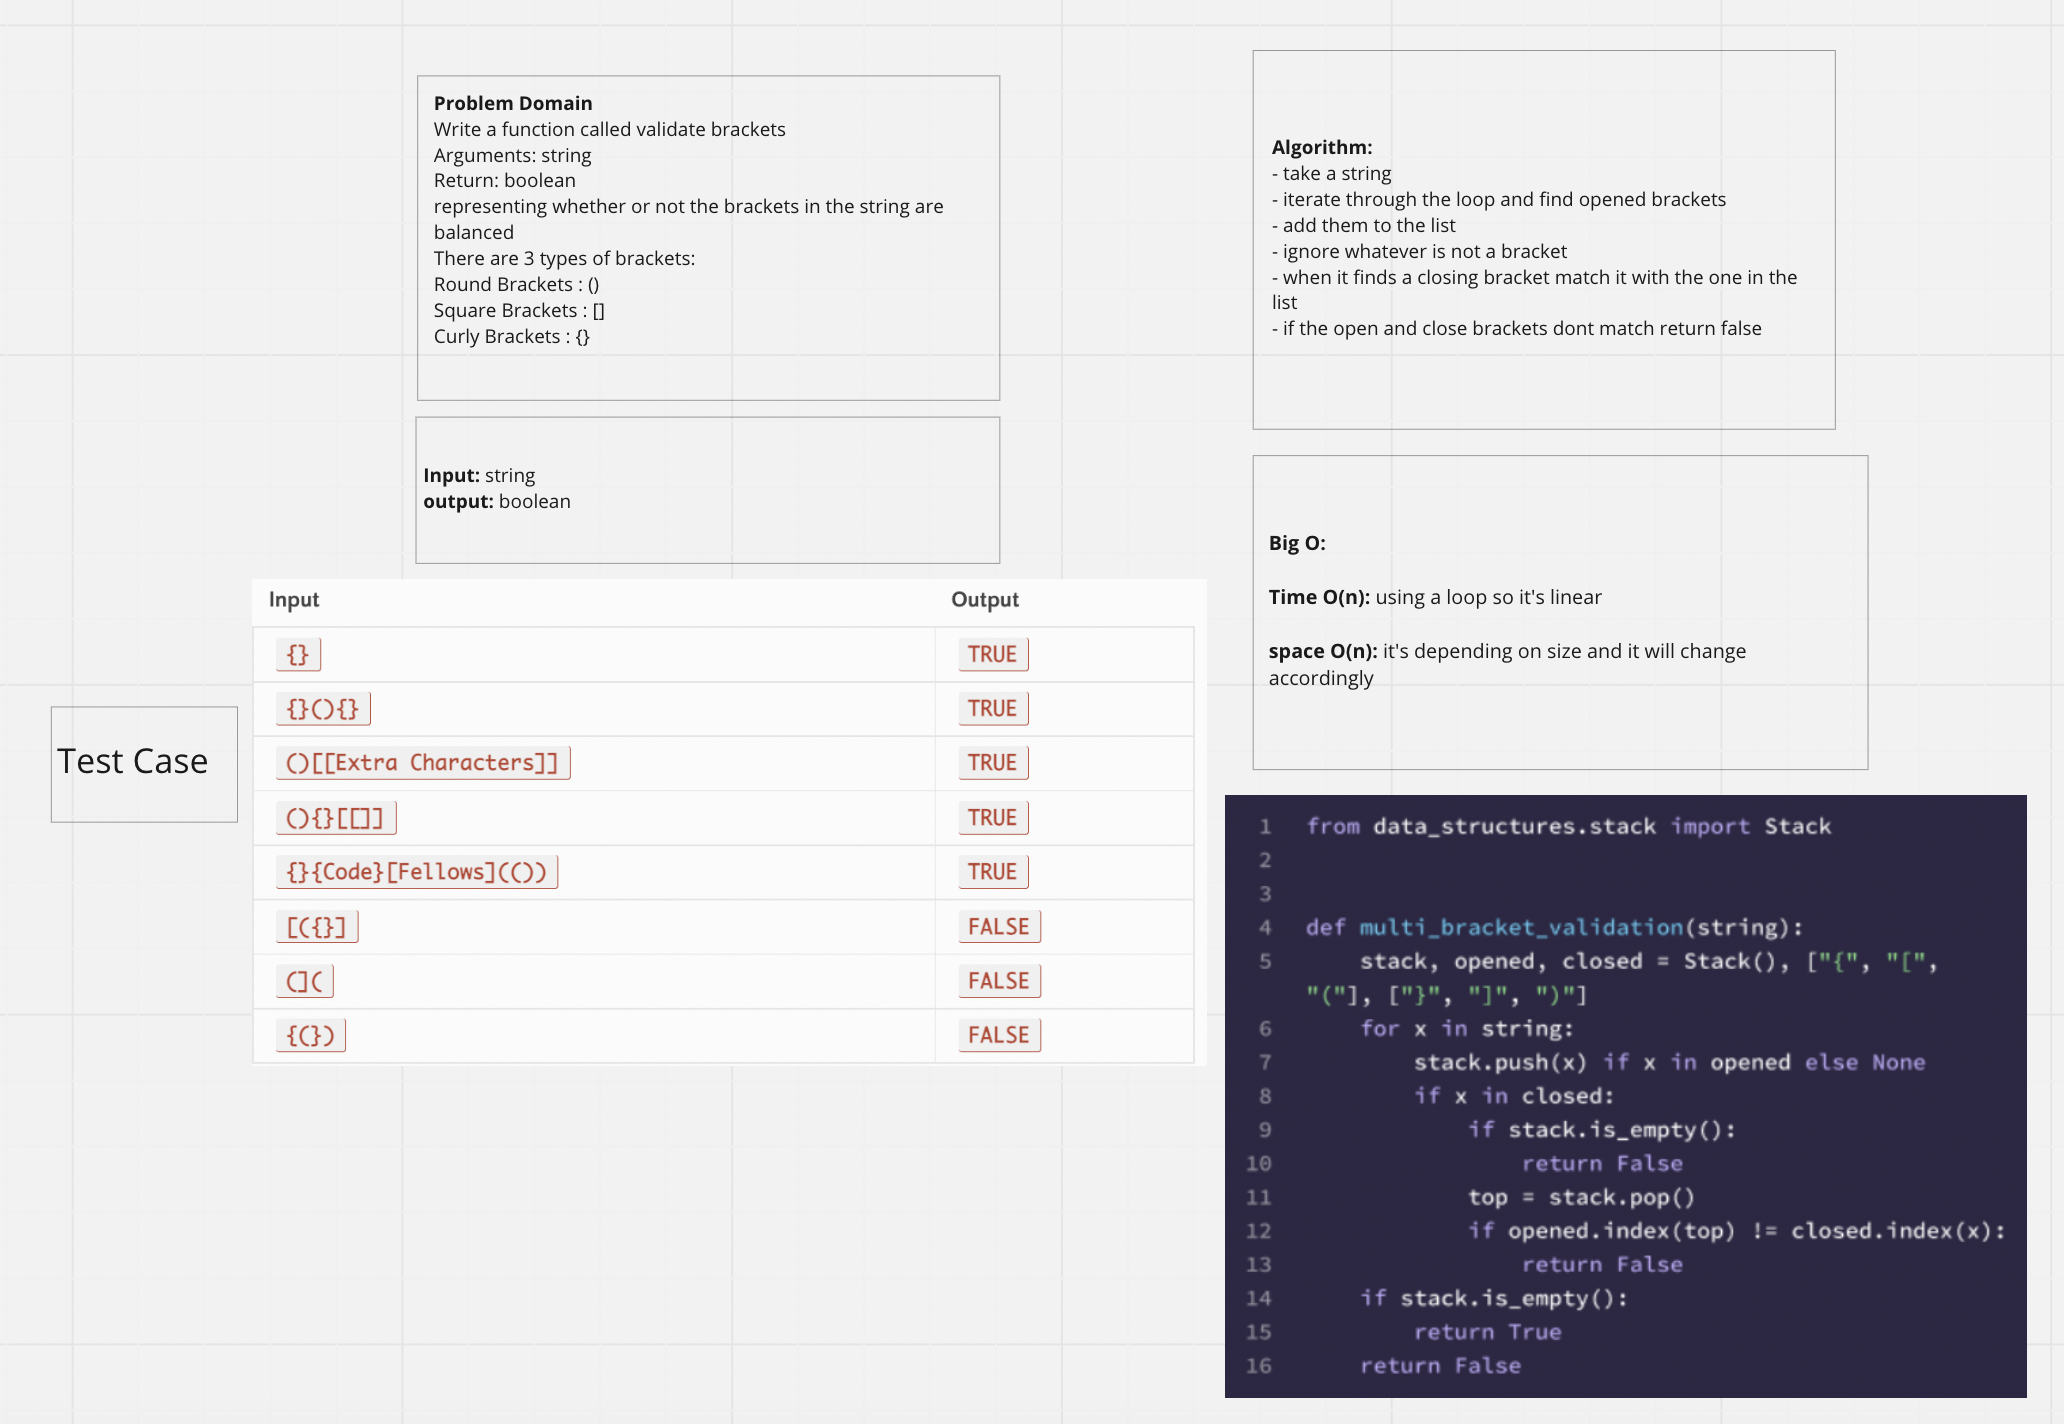 Problem Domain
Write a function called validate brackets
Arguments: string
Return: boolean
representing whether or not the brackets in the string are
balanced
There are 3 types of brackets:
Round Brackets : ()
Square Brackets : []
Curly Brackets : {}
Input: string
output: boolean
Test Case
Input Output
{} TRUE
{}(){} TRUE
()[[Extra Characters]] TRUE
(){}[[]] TRUE
{}{Code}[Fellows](()) TRUE
[({}] FALSE
(]( FALSE
{(}) FALSE
Algorithm:
- take a string
- iterate through the loop and find opened brackets
- add them to the list
- ignore whatever is not a bracket
- when it finds a closing bracket match it with the one in the
list
- if the open and close brackets dont match return false
Big O:
Time O(n): using a loop so it's linear
space O(n): it's depending on size and it will change
accordingly
1 from data_structures.stack import Stack
2
3
4 def multi_bracket_validation(string):
5 stack, opened, closed = Stack(), ["{", "[",
"("], ["}", "]", ")"]
6 for x in string:
7 stack.push(x) if x in opened else None
8 if x in closed:
9 if stack.is_empty():
10 return False
11 top = stack.pop()
12 if opened.index(top) != closed.index(x):
13 return False
14 if stack.is_empty():
15 return True
16 return False